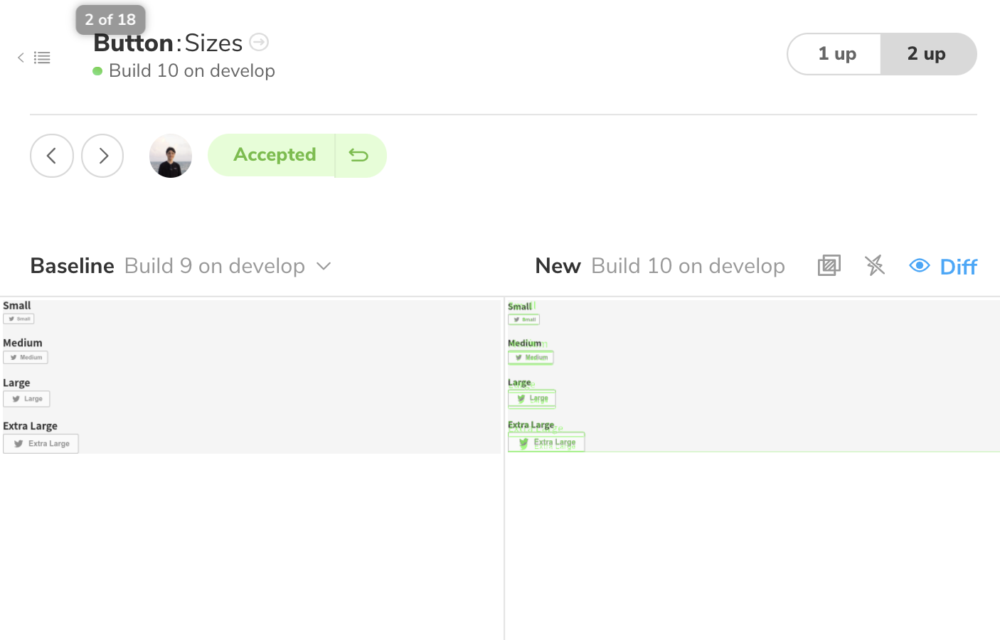 2 of 18
Button:Sizes
Build 10 on develop
1 up
2 up
Accepted
Baseline Build 9 on develop
New Build 10 on develop
Diff
Small
Small
Medium
Medium
Large
Large
Extra Large
Extra Large
Small
Small
Medium
Medium
Large
Large
Extra Large
Extra Large